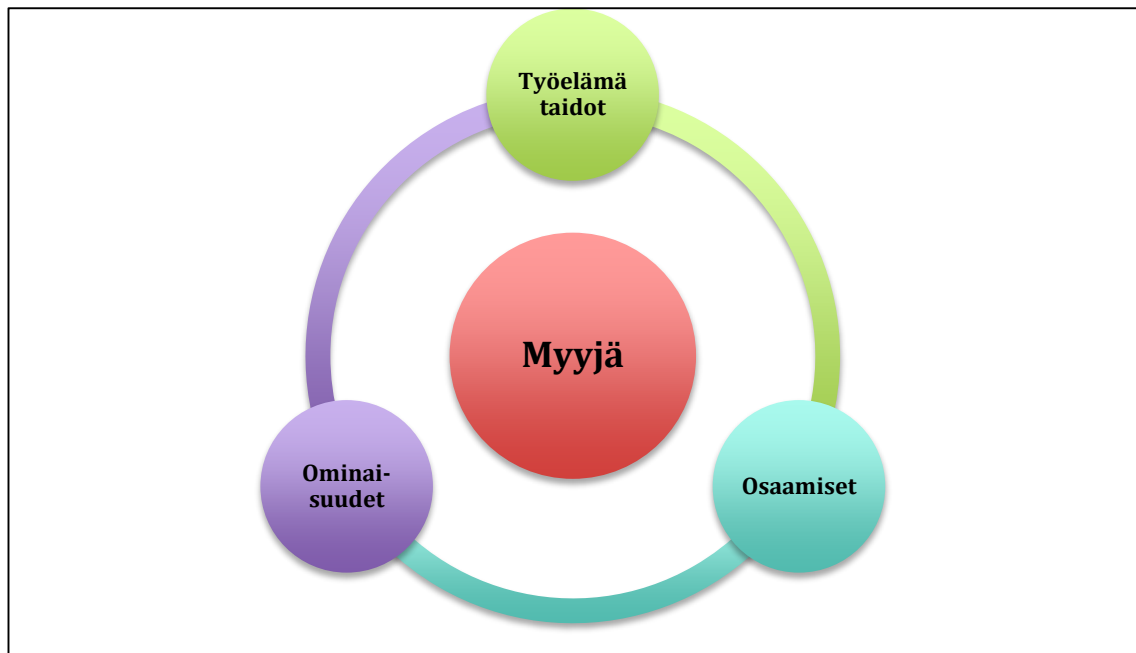 Työelämä
taidot
Myyjä
Ominai-
suudet
Osaamiset